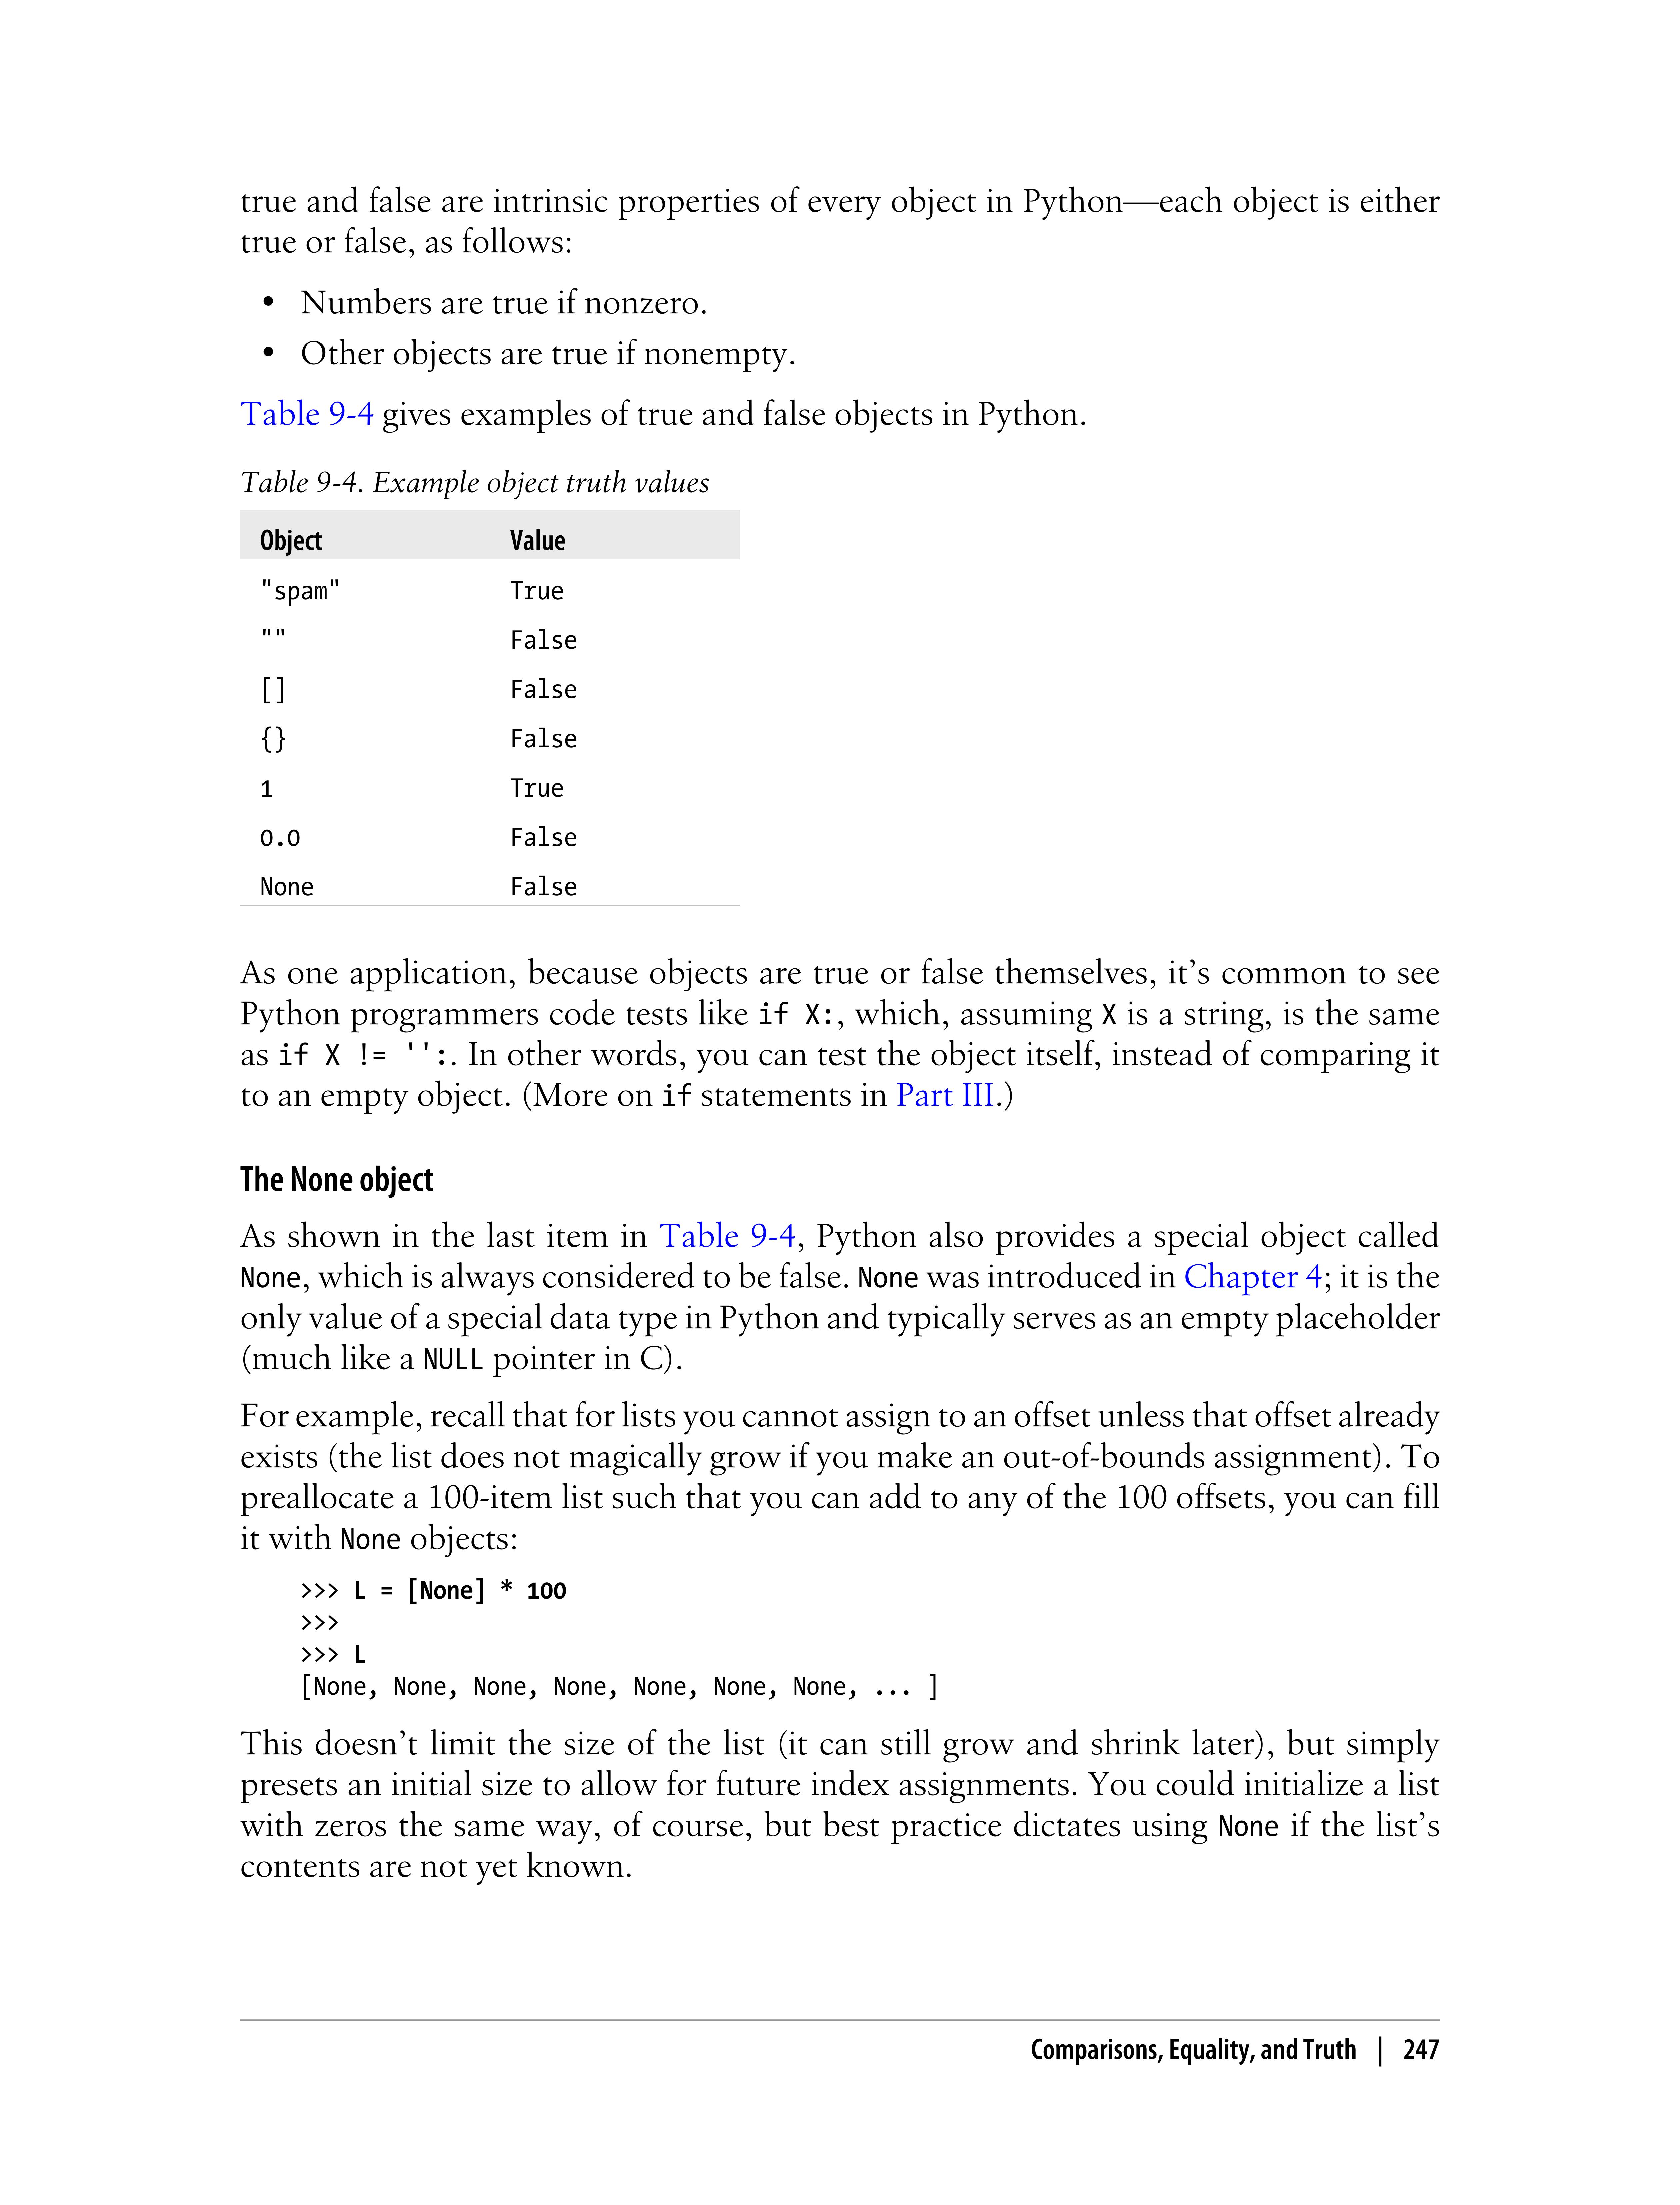 true and false are intrinsic properties of every object in Python—each object is either
true or false, as follows:
• Numbers are true if nonzero.
• Other objects are true if nonempty.
Table 9-4 gives examples of true and false objects in Python.
Table 9-4. Example object truth values
Object Value
"spam" True
"" False
[] False
{} False
1 True
0.0 False
None False
As one application, because objects are true or false themselves, it’s common to see
Python programmers code tests like if X:, which, assuming X is a string, is the same
as if X != '':. In other words, you can test the object itself, instead of comparing it
to an empty object. (More on if statements in Part III.)
The None object
As shown in the last item in Table 9-4, Python also provides a special object called
None, which is always considered to be false. None was introduced in Chapter 4; it is the
only value of a special data type in Python and typically serves as an empty placeholder
(much like a NULL pointer in C).
For example, recall that for lists you cannot assign to an offset unless that offset already
exists (the list does not magically grow if you make an out-of-bounds assignment). To
preallocate a 100-item list such that you can add to any of the 100 offsets, you can fill
it with None objects:
>>> L = [None] * 100
>>>
>>> L
[None, None, None, None, None, None, None, ... ]
This doesn’t limit the size of the list (it can still grow and shrink later), but simply
presets an initial size to allow for future index assignments. You could initialize a list
with zeros the same way, of course, but best practice dictates using None if the list’s
contents are not yet known.
Comparisons, Equality, and Truth | 247